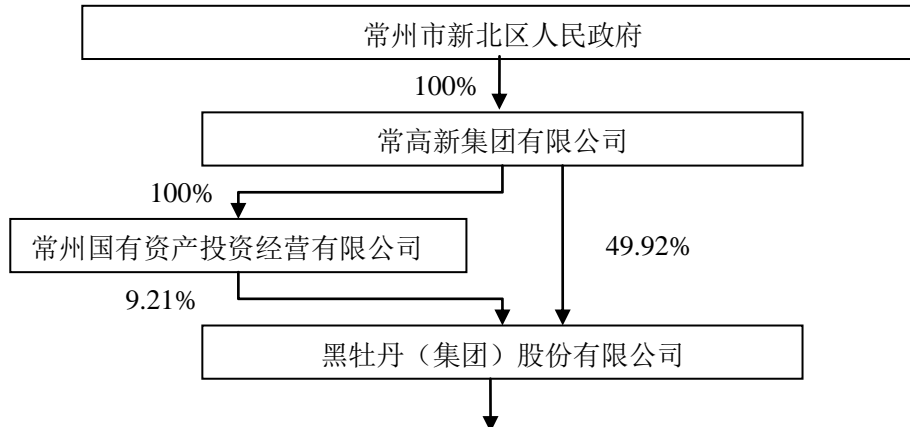 常州市新北区人民政府
100%
常高新集团有限公司
100%
常州国有资产投资经营有限公司
49.92%
9.21%
黑牡丹（集团）股份有限公司